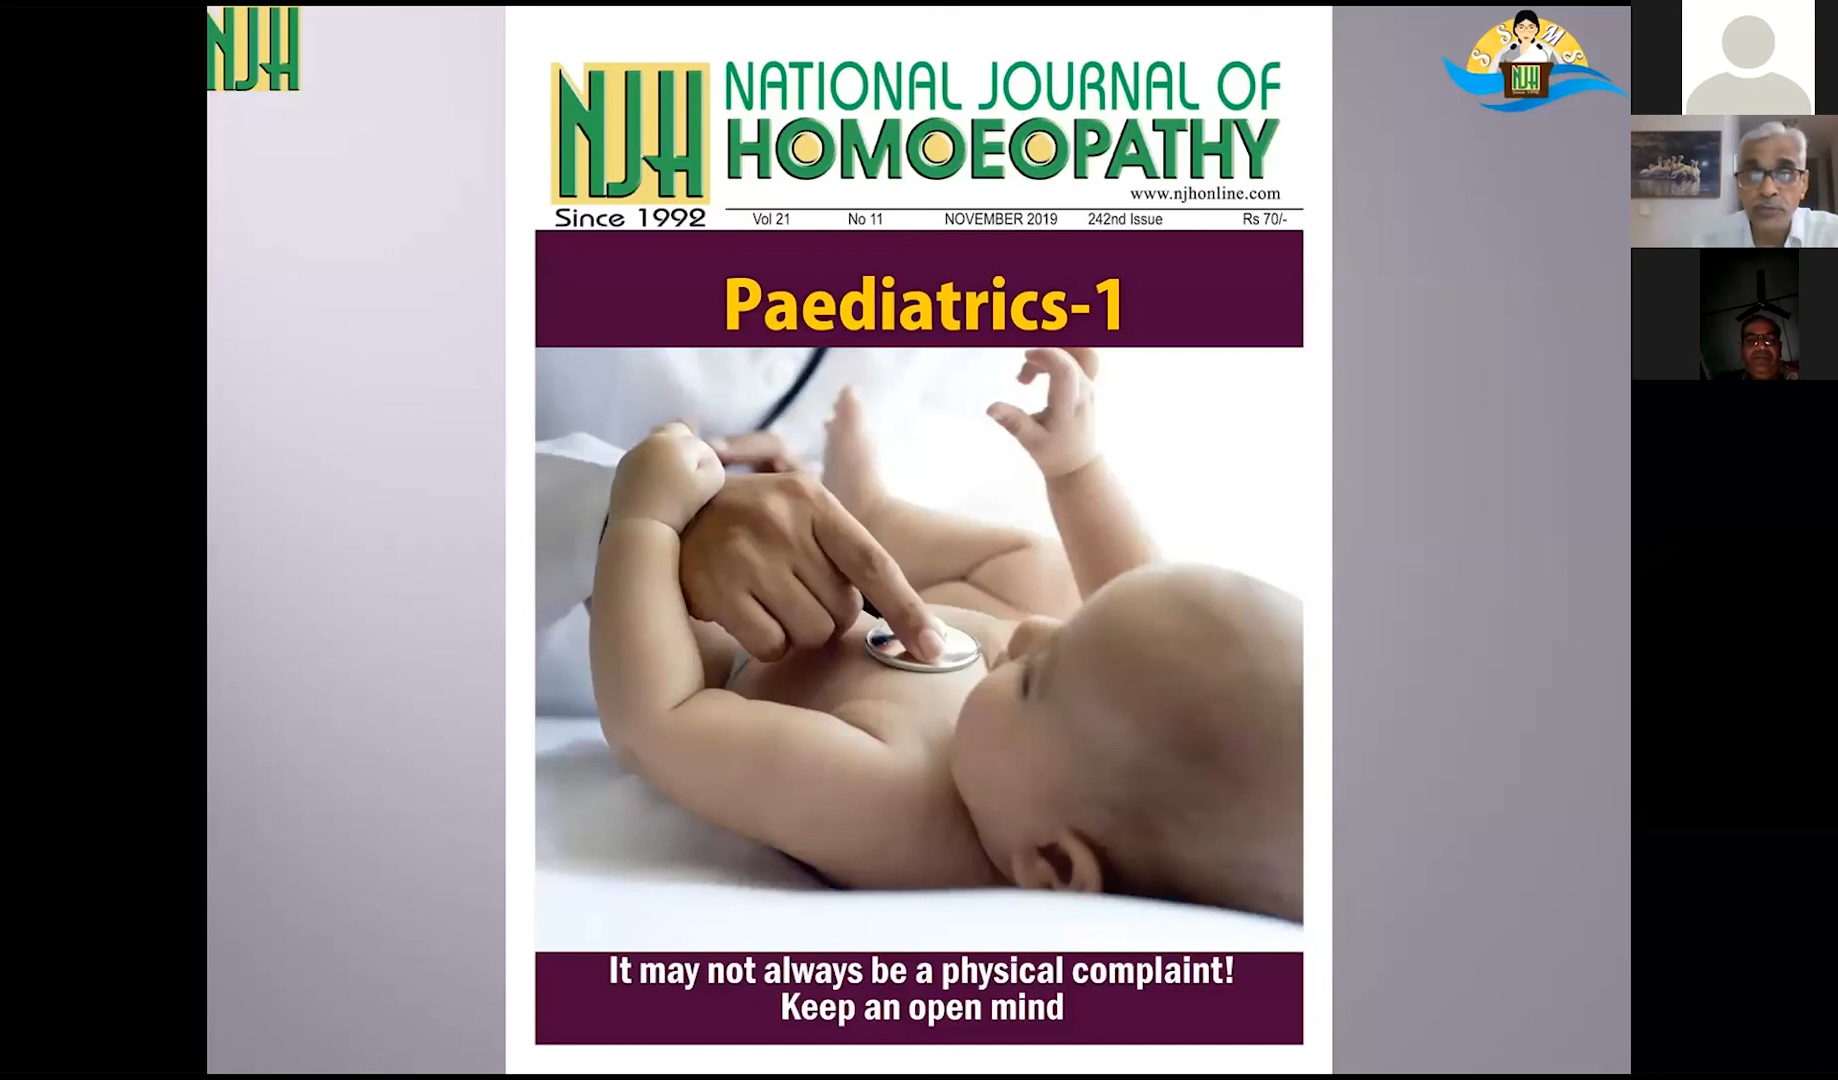 NJH
S S M S
NJH
NJH
NATIONAL JOURNAL OF
HOMOEOPATHY
www.njhonline.com
Since 1992
Vol 21 No 11 NOVEMBER 2019 242nd Issue Rs 70/-
Paediatrics-1
It may not always be a physical complaint!
Keep an open mind